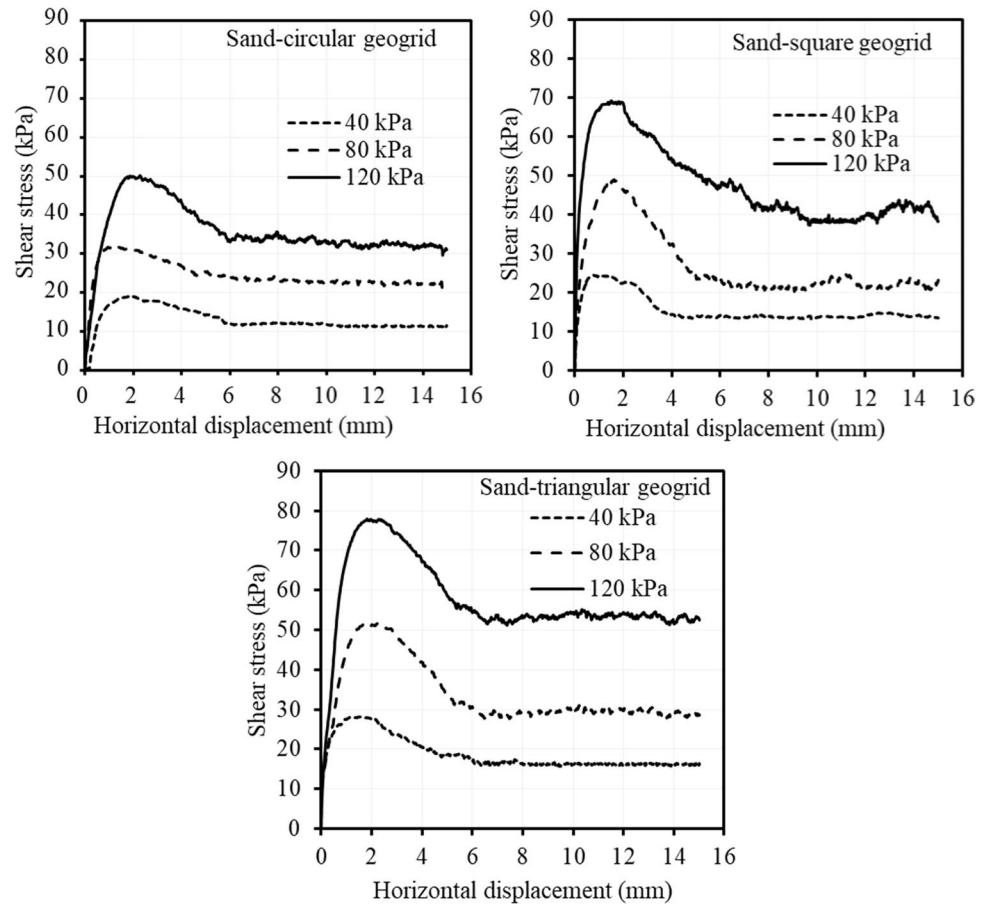 Sand-circular geogrid
90
80
70
60
50
40
30
20
10
0
Shear stress (kPa)
40 kPa
80 kPa
120 kPa
0 2 4 6 8 10 12 14 16
Horizontal displacement (mm)
Sand-square geogrid
90
80
70
60
50
40
30
20
10
0
Shear stress (kPa)
40 kPa
80 kPa
120 kPa
0 2 4 6 8 10 12 14 16
Horizontal displacement (mm)
Sand-triangular geogrid
90
80
70
60
50
40
30
20
10
0
Shear stress (kPa)
40 kPa
80 kPa
120 kPa
0 2 4 6 8 10 12 14 16
Horizontal displacement (mm)